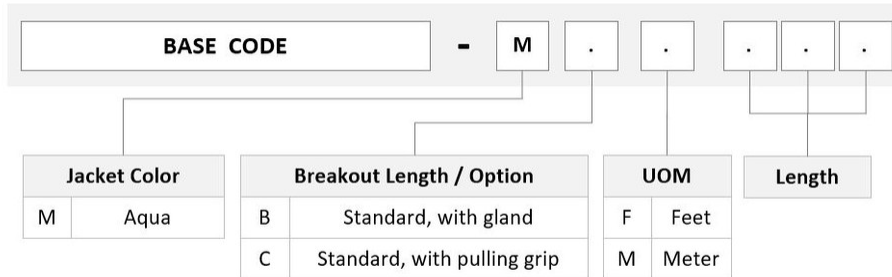 BASE CODE - M . . . . .
Jacket Color Breakout Length / Option UOM Length
M Aqua B Standard, with gland F Feet
C Standard, with pulling grip M Meter